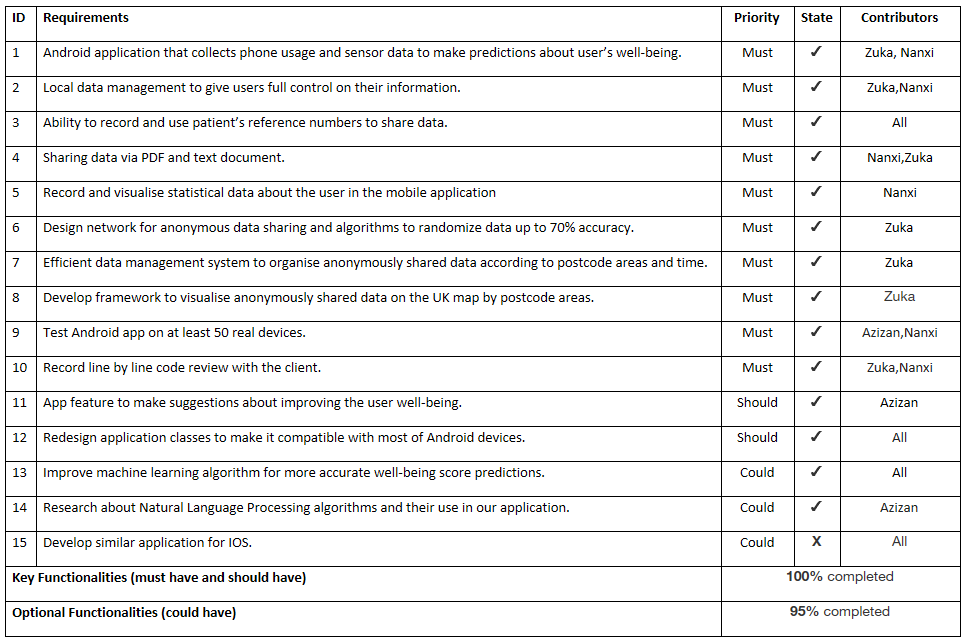 ID Requirements Priority State Contributors
1 Android application that collects phone usage and sensor data to make predictions about user’s well-being. Must ✓ Zuka, Nanxi
2 Local data management to give users full control on their information. Must ✓ Zuka,Nanxi
3 Ability to record and use patient’s reference numbers to share data. Must ✓ All
4 Sharing data via PDF and text document. Must ✓ Nanxi,Zuka
5 Record and visualise statistical data about the user in the mobile application Must ✓ Nanxi
6 Design network for anonymous data sharing and algorithms to randomize data up to 70% accuracy. Must ✓ Zuka
7 Efficient data management system to organise anonymously shared data according to postcode areas and time. Must ✓ Zuka
8 Develop framework to visualise anonymously shared data on the UK map by postcode areas. Must ✓ Zuka
9 Test Android app on at least 50 real devices. Must ✓ Azizan,Nanxi
10 Record line by line code review with the client. Must ✓ Zuka,Nanxi
11 App feature to make suggestions about improving the user well-being. Should ✓ Azizan
12 Redesign application classes to make it compatible with most of Android devices. Should ✓ All
13 Improve machine learning algorithm for more accurate well-being score predictions. Could ✓ All
14 Research about Natural Language Processing algorithms and their use in our application. Could ✓ Azizan
15 Develop similar application for IOS. Could X All
Key Functionalities (must have and should have) 100% completed
Optional Functionalities (could have) 95% completed